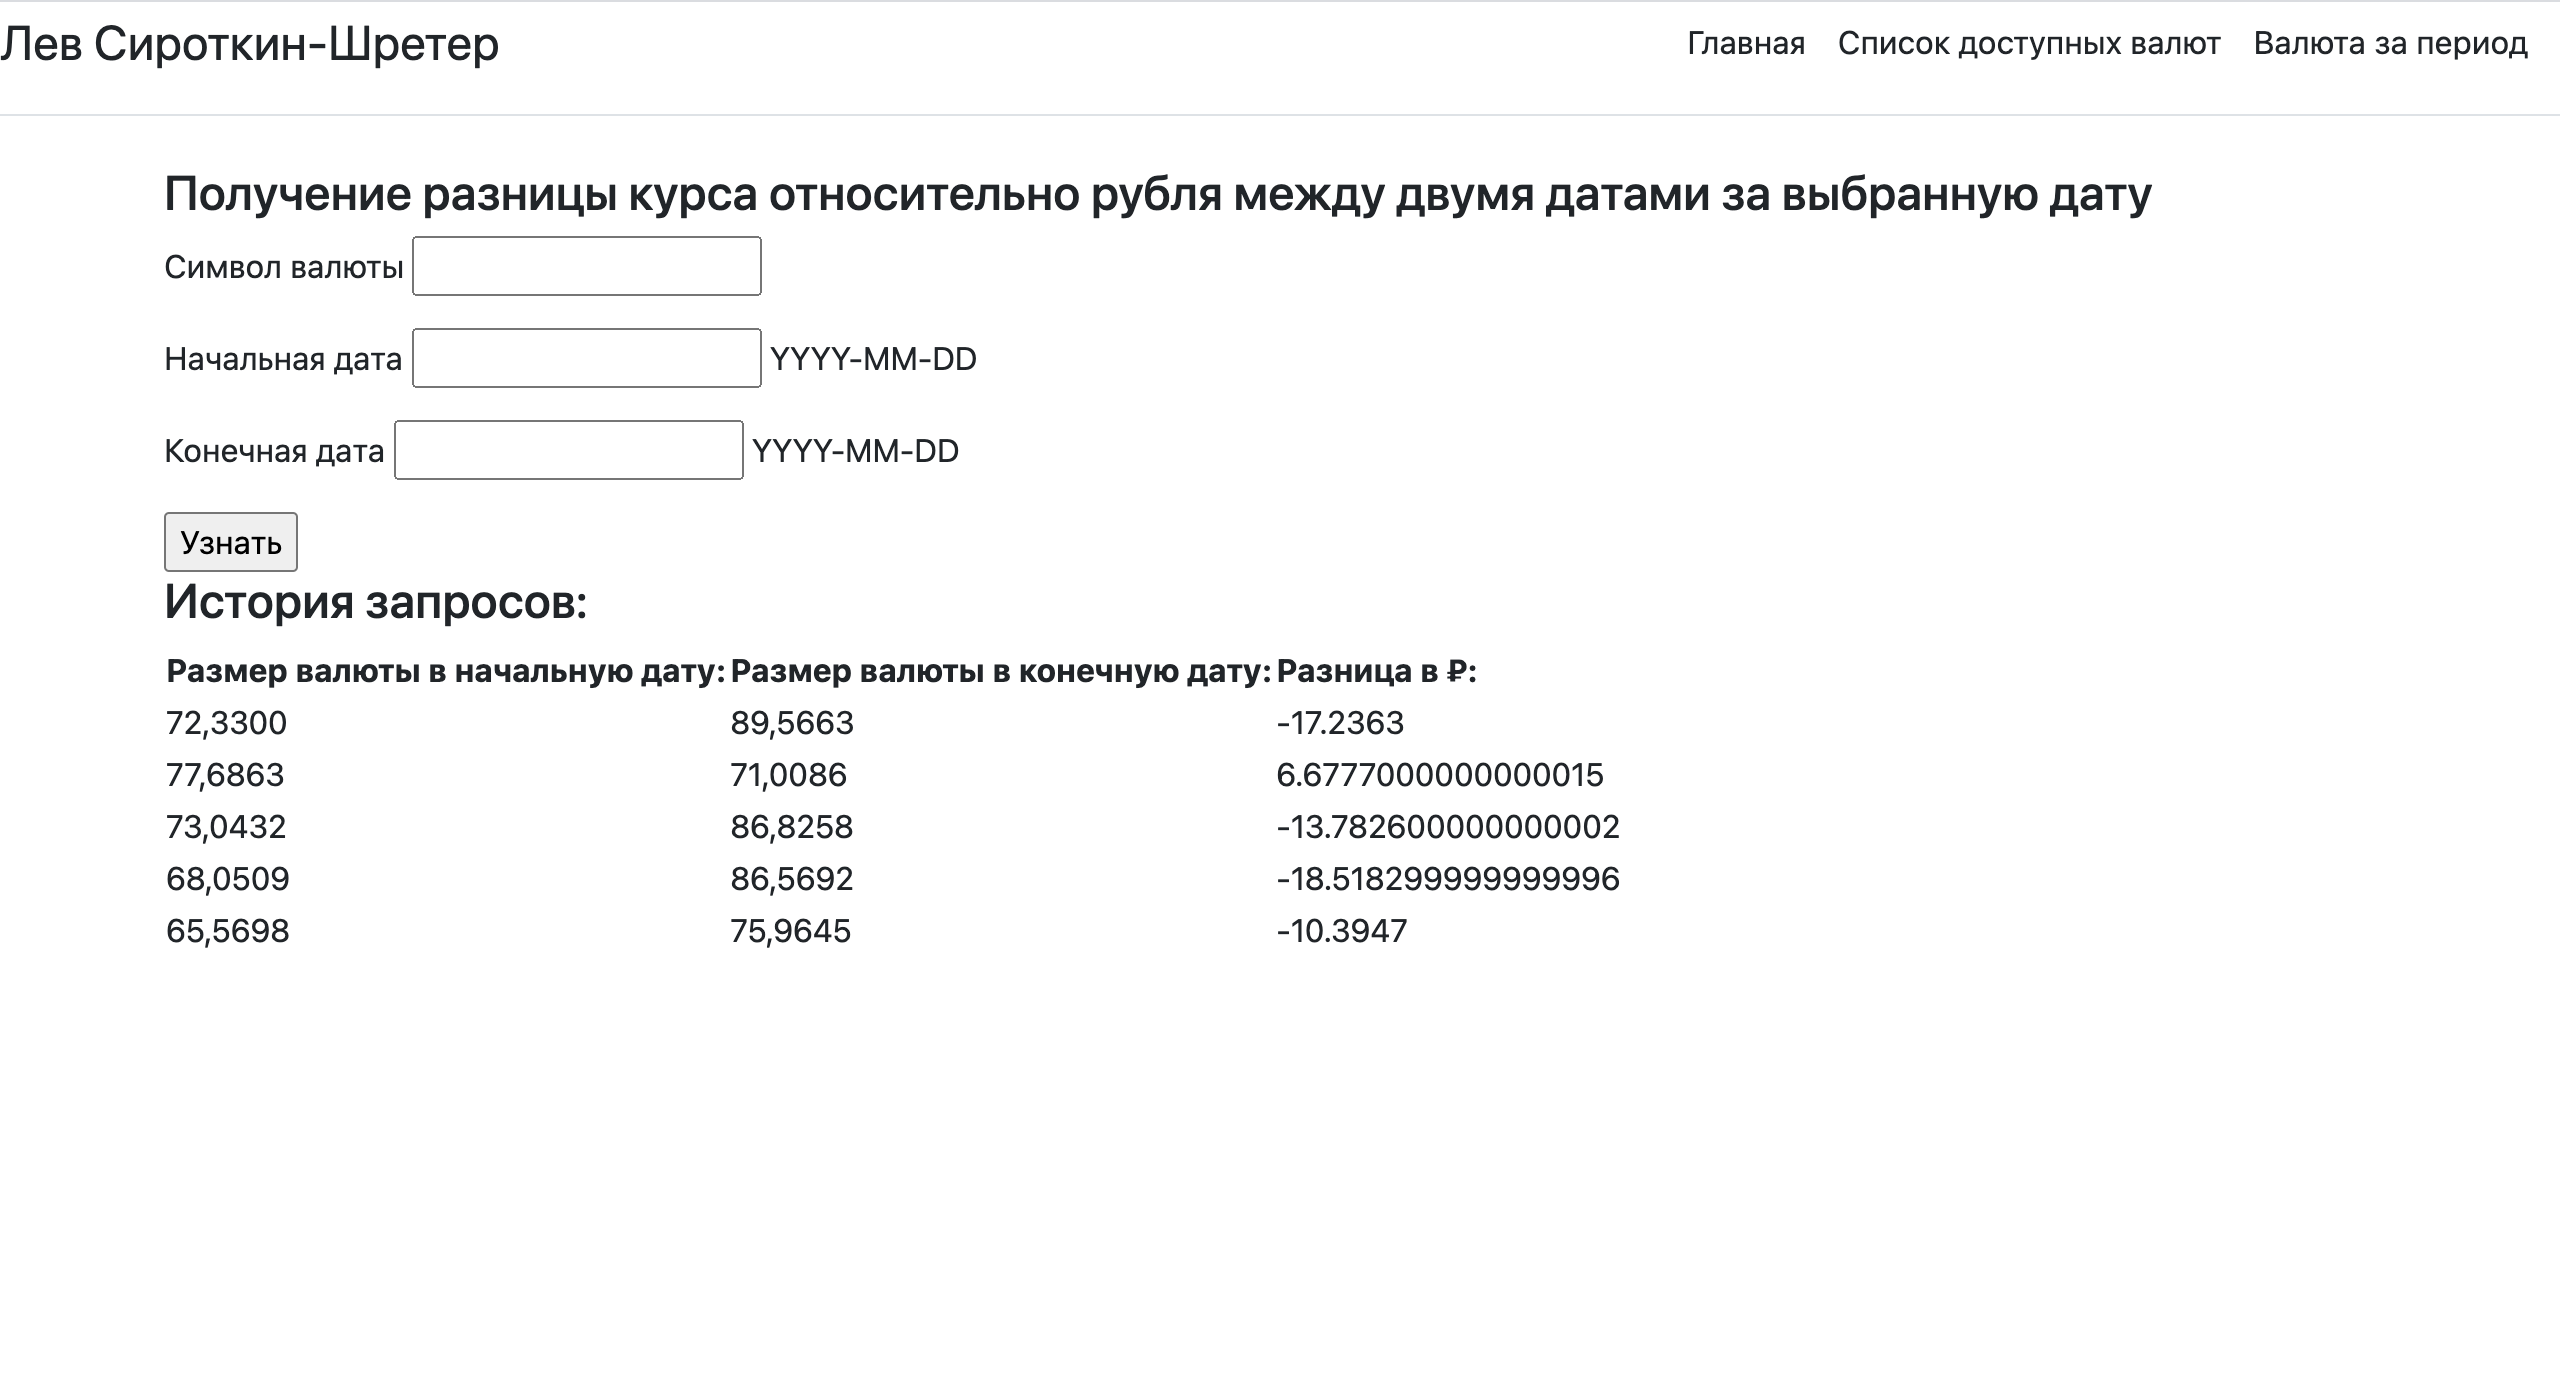 Лев Сироткин-Шретер
Главная Список доступных валют Валюта за период
Получение разницы курса относительно рубля между двумя датами за выбранную дату
Символ валюты
Начальная дата YYYY-MM-DD
Конечная дата YYYY-MM-DD
Узнать
История запросов:
Размер валюты в начальную дату: Размер валюты в конечную дату: Разница в ₽:
72,3300 89,5663 -17.2363
77,6863 71,0086 6.6777000000000015
73,0432 86,8258 -13.782600000000002
68,0509 86,5692 -18.518299999999996
65,5698 75,9645 -10.3947